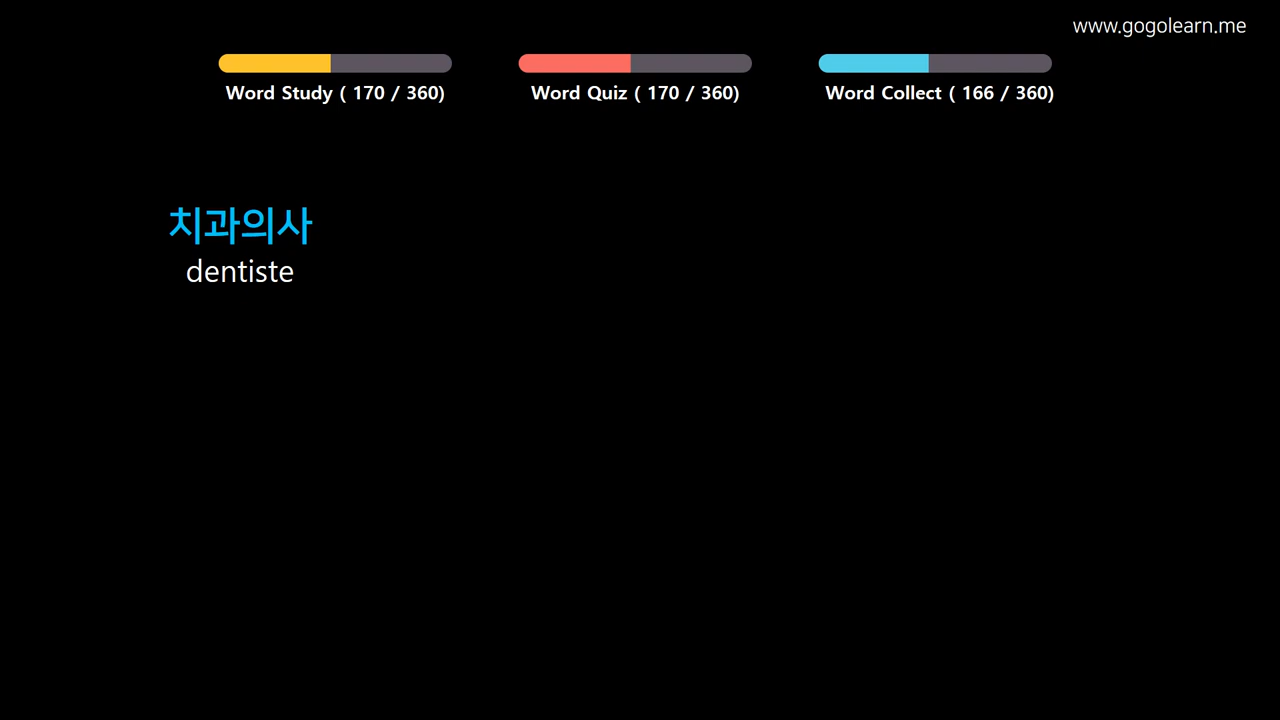 www.gogolearn.me
Word Study ( 170 / 360)
Word Quiz ( 170 / 360)
Word Collect ( 166 / 360)
치과의사
dentiste